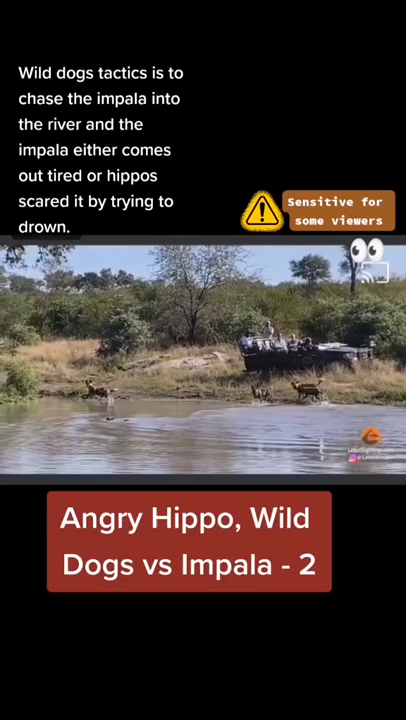 Wild dogs tactics is to
chase the impala into
the river and the
impala either comes
out tired or hippos
scared it by trying to
drown.
Sensitive for
some viewers
Angry Hippo, Wild
Dogs vs Impala - 2